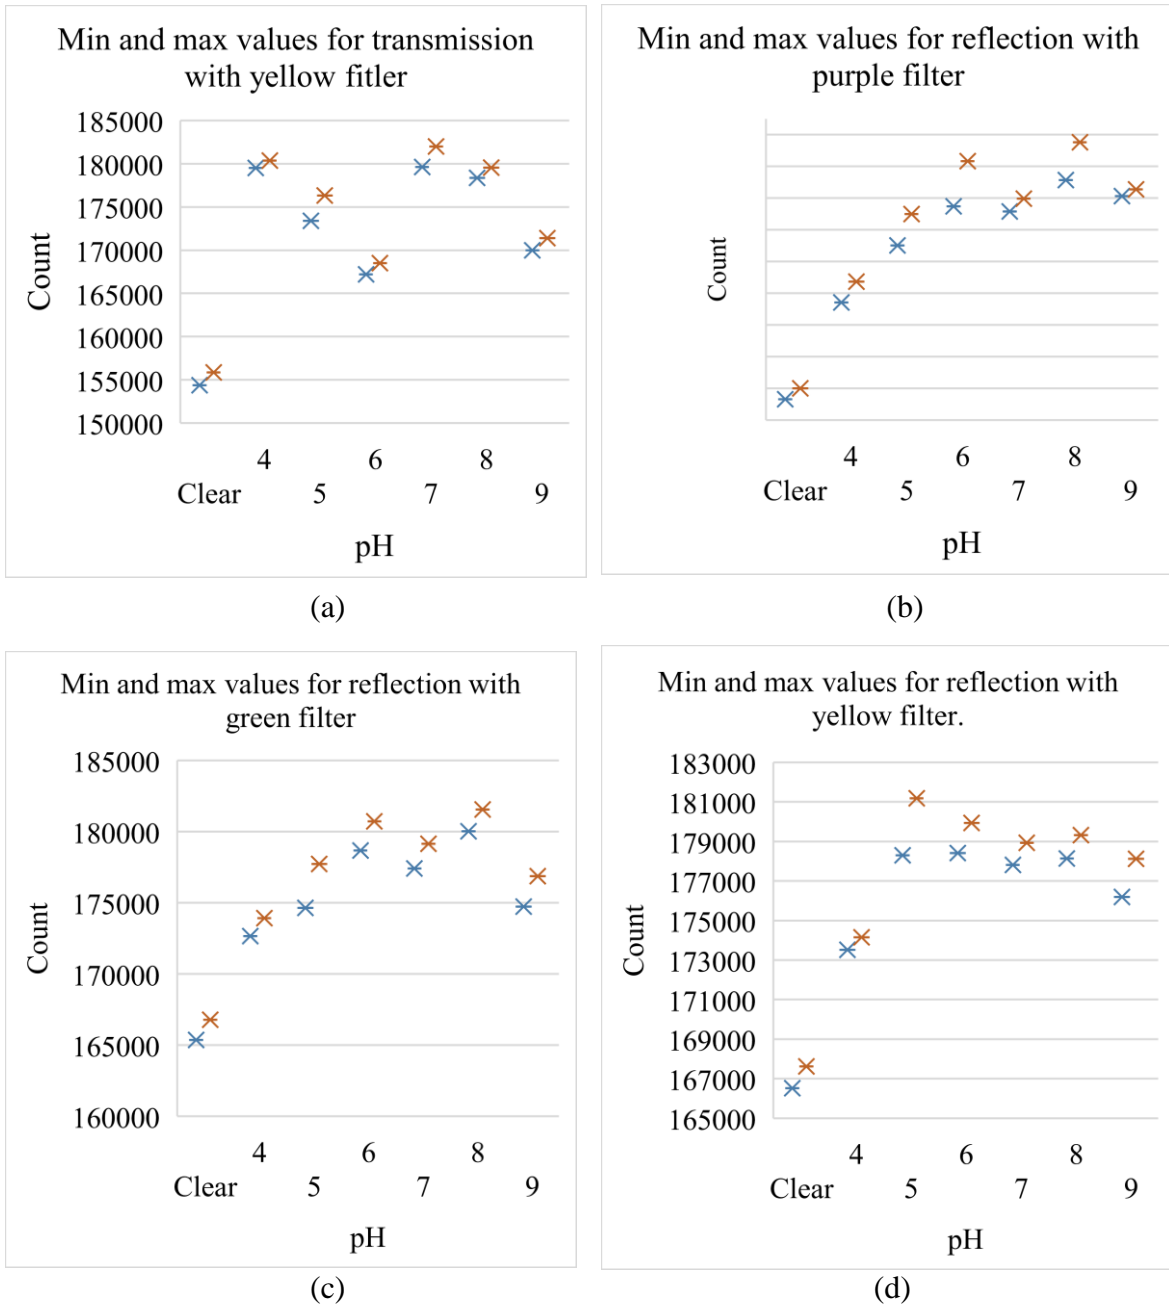 Min and max values for transmission
with yellow fitler
185000
180000
175000
170000
165000
160000
155000
150000
Count
4 6 8
Clear 5 7 9
pH
(a)
Min and max values for reflection with
purple filter
Count
4 6 8
Clear 5 7 9
pH
(b)
Min and max values for reflection with
green filter
185000
180000
175000
170000
165000
160000
Count
4 6 8
Clear 5 7 9
pH
(c)
Min and max values for reflection with
yellow filter.
183000
181000
179000
177000
175000
173000
171000
169000
167000
165000
Count
4 6 8
Clear 5 7 9
pH
(d)